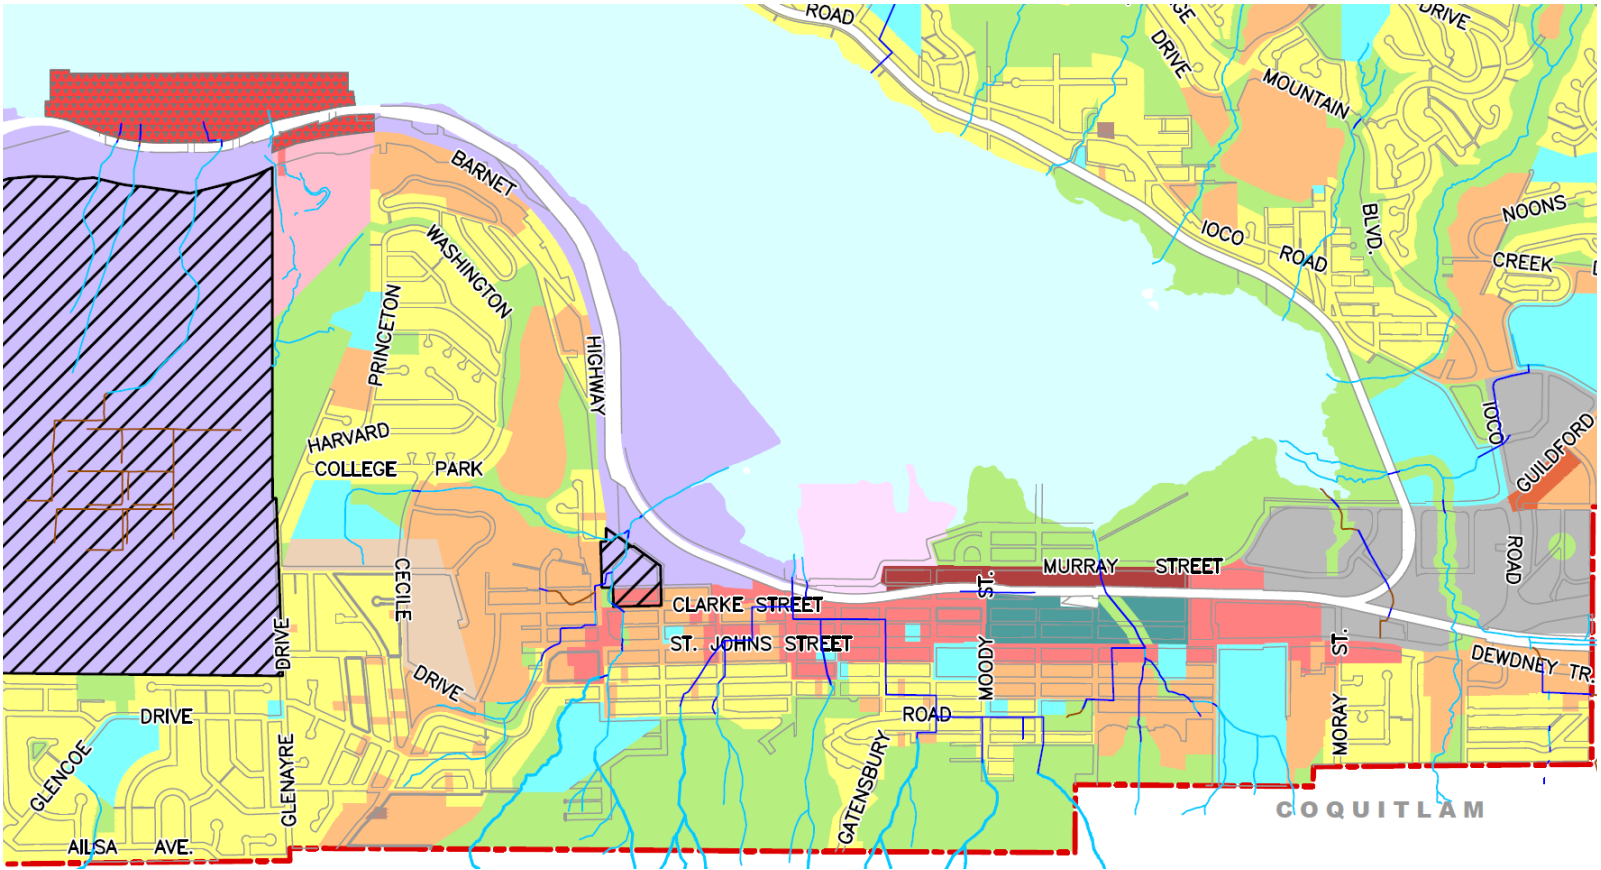 ROAD
DRIVE
DRIVE
MOUNTAIN
BARNET
NOONS
BLVD.
IOCO
ROAD
CREEK
WASHINGTON
PRINCETON
HIGHWAY
IOCO
GUILDFORD
HARVARD
COLLEGE PARK
ROAD
MURRAY STREET
CECILE
ST.
CLARKE STREET
ST. JOHNS STREET
DRIVE
ST.
DEWDNEY TR.
MOODY
DRIVE
DRIVE
ROAD
MORAY
GLENCOE
GLENAYRE
GATENSBURY
COQUITLAM
AILSA AVE.